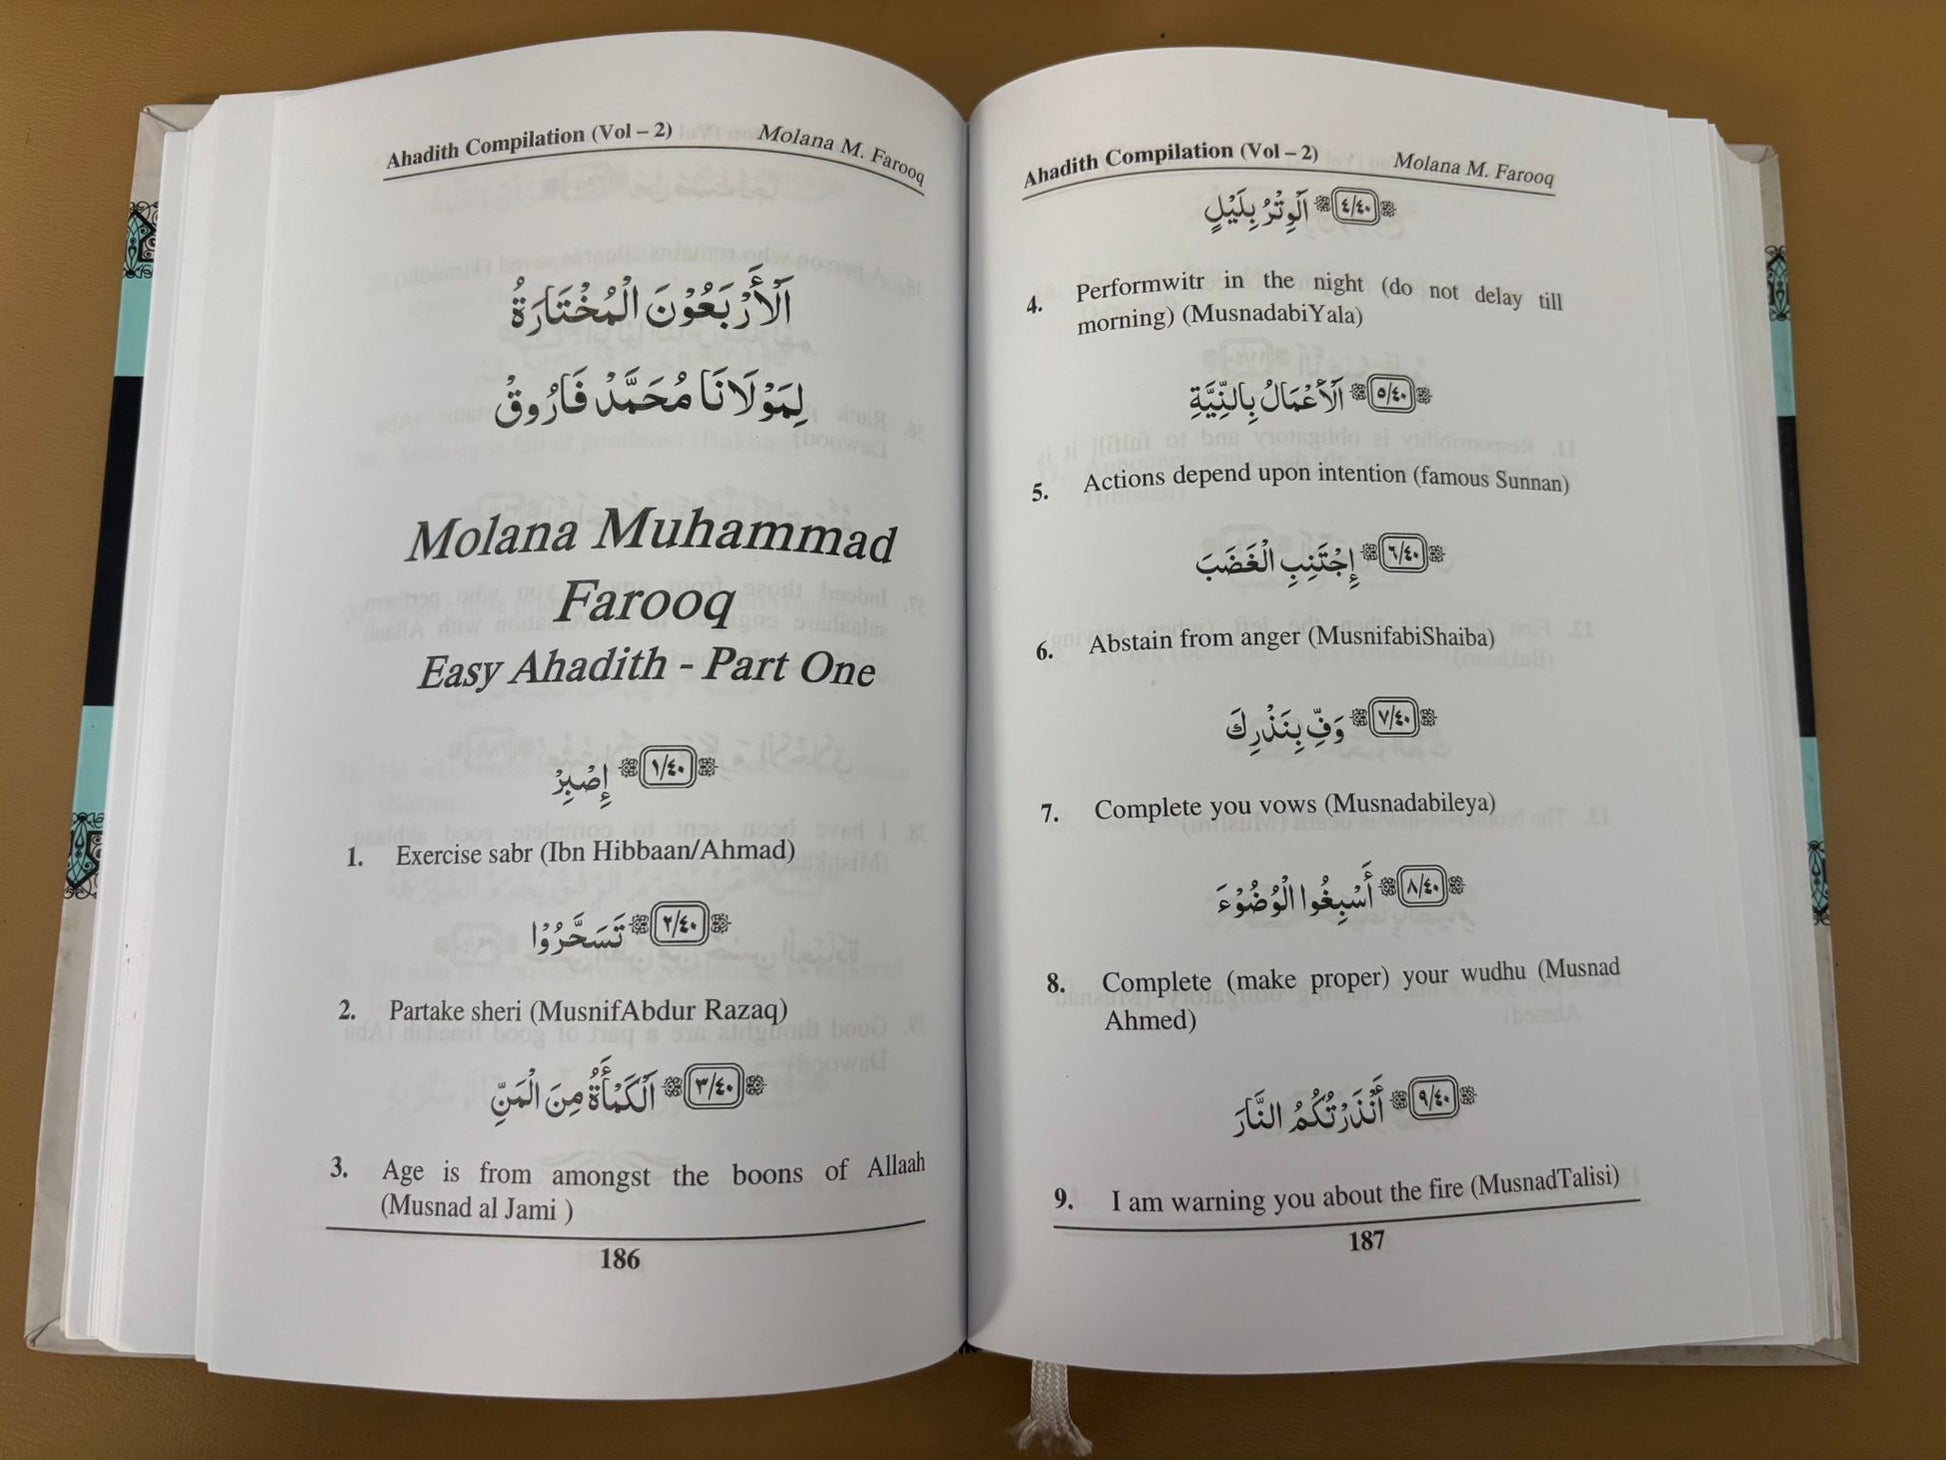 Ahadith Compilation (Vol – 2) Molana M. Farooq
اَلْأَرْبَعُوْنَ الْمُخْتَارَةُ
لِمَوْلَانَا مُحَمَّدْ فَارُوقْ
Molana Muhammad
Farooq
Easy Ahadith - Part One
١/٤٠ إِصْبِرْ
1. Exercise sabr (Ibn Hibbaan/Ahmad)
٢/٤٠ تَسَحَّرُوْا
2. Partake sheri (MusnifAbdur Razaq)
٣/٤٠ اَلْكَمْأَةُ مِنَ الْمَنِّ
3. Age is from amongst the boons of Allaah
(Musnad al Jami )
186
Ahadith Compilation (Vol – 2) Molana M. Farooq
٤/٤٠ اَلْوِتْرُ بِلَيْلٍ
4. Performwitr in the night (do not delay till
morning) (MusnadabiYala)
٥/٤٠ اَلْأَعْمَالُ بِالنِّيَّةِ
5. Actions depend upon intention (famous Sunnan)
٦/٤٠ إِجْتَنِبِ الْغَضَبَ
6. Abstain from anger (MusnifabiShaiba)
٧/٤٠ وَفِّ بِنَذْرِكَ
7. Complete you vows (Musnadabileya)
٨/٤٠ أَسْبِغُوا الْوُضُوْءَ
8. Complete (make proper) your wudhu (Musnad
Ahmed)
٩/٤٠ أَنْذَرْتُكُمُ النَّارَ
9. I am warning you about the fire (MusnadTalisi)
187